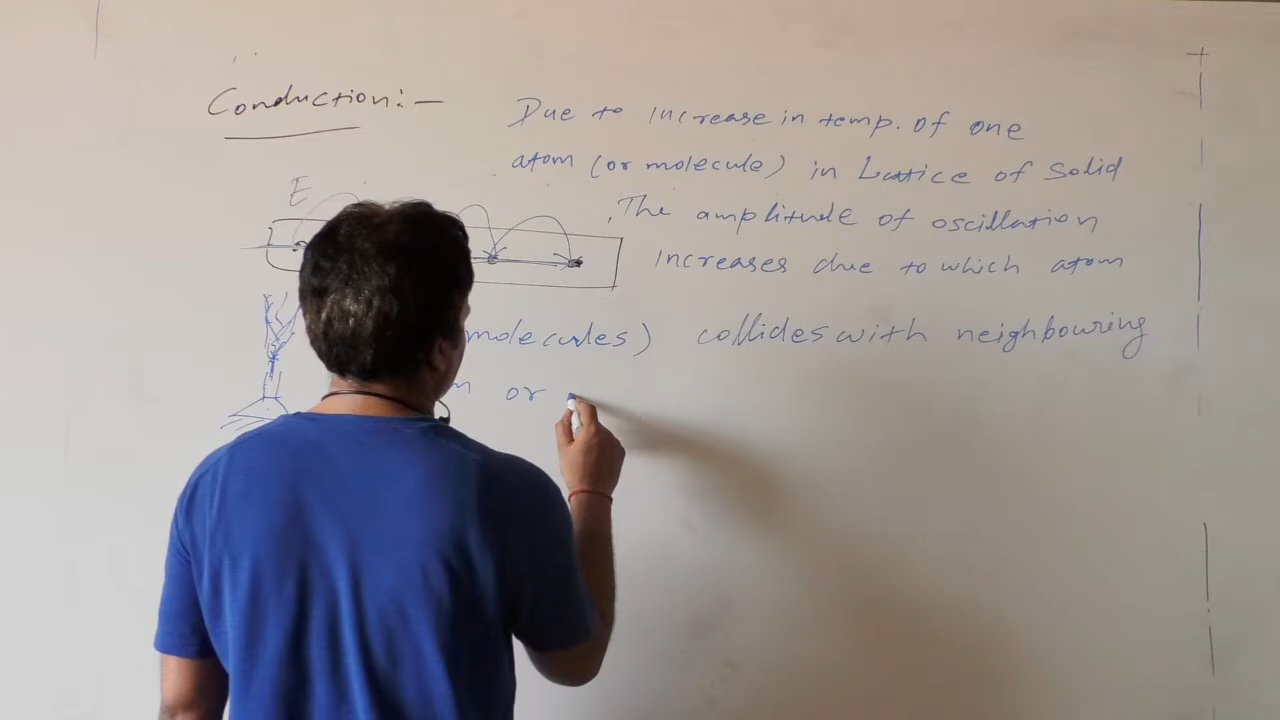 Conduction:-
Due to increase in temp. of one
atom (or molecule) in Lattice of solid
E
, The amplitude of oscillation
increases due to which atom
molecules) collides with neighbouring
or